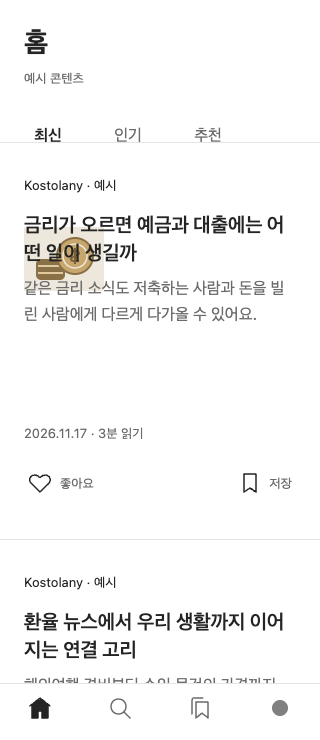 홈
예시 콘텐츠
최신 인기 추천
Kostolany · 예시
금리가 오르면 예금과 대출에는 어
떤 일이 생길까
같은 금리 소식도 저축하는 사람과 돈을 빌
린 사람에게 다르게 다가올 수 있어요.
2026.11.17 · 3분 읽기
좋아요 저장
Kostolany · 예시
환율 뉴스에서 우리 생활까지 이어
지는 연결 고리